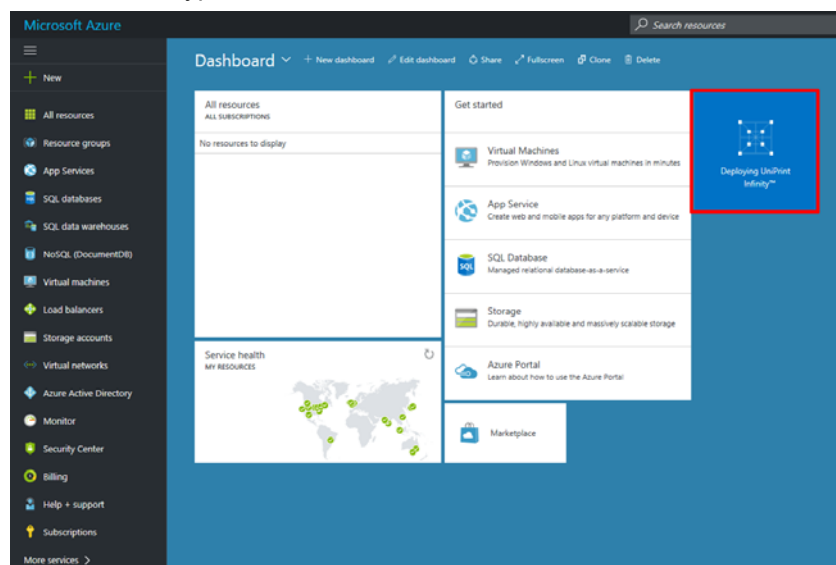 Microsoft Azure
Search resources
New
All resources
Resource groups
App Services
SQL databases
SQL data warehouses
NoSQL (DocumentDB)
Virtual machines
Load balancers
Storage accounts
Virtual networks
Azure Active Directory
Monitor
Security Center
Billing
Help + support
Subscriptions
More services >
Dashboard
+ New dashboard Edit dashboard Share Fullscreen Clone Delete
All resources
ALL SUBSCRIPTIONS
No resources to display
Service health
MY RESOURCES
Get started
Virtual Machines
Provision Windows and Linux virtual machines in minutes
App Service
Create web and mobile apps for any platform and device
SQL
SQL Database
Managed relational database-as-a-service
Storage
Durable, highly available and massively scalable storage
Azure Portal
Learn about how to use the Azure Portal
Marketplace
Deploying UniPrint
Infinity™